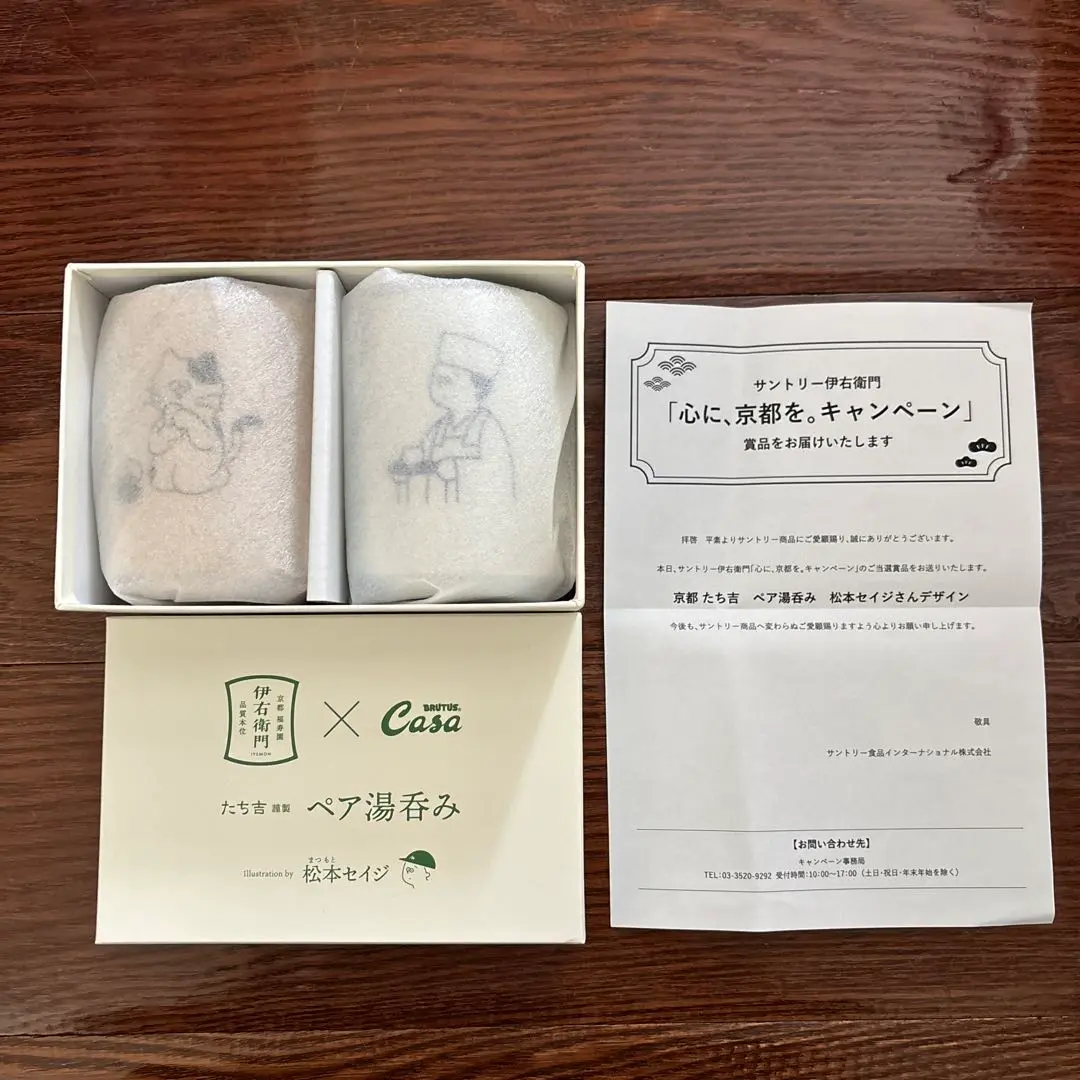 サントリー伊右衛門
「心に、京都を。キャンペーン」
賞品をお届けいたします
拝啓 平素よりサントリー商品にご愛顧賜り、誠にありがとうございます。
本日、サントリー伊右衛門「心に、京都を。キャンペーン」のご当選賞品をお送りいたします。
京都 たち吉 ペア湯呑み 松本セイジさんデザイン
今後も、サントリー商品へ変わらぬご愛顧賜りますよう心よりお願い申し上げます。
敬具
サントリー食品インターナショナル株式会社
【お問い合わせ先】
キャンペーン事務局
TEL:03-3520-9292 受付時間:10:00〜17:00(土日・祝日・年末年始を除く)
京都 福寿園
伊右衛門
品質本位
IYEMON
×
BRUTUS®
Casa
たち吉 謹製 ペア湯呑み
まつもと
Illustration by 松本セイジ